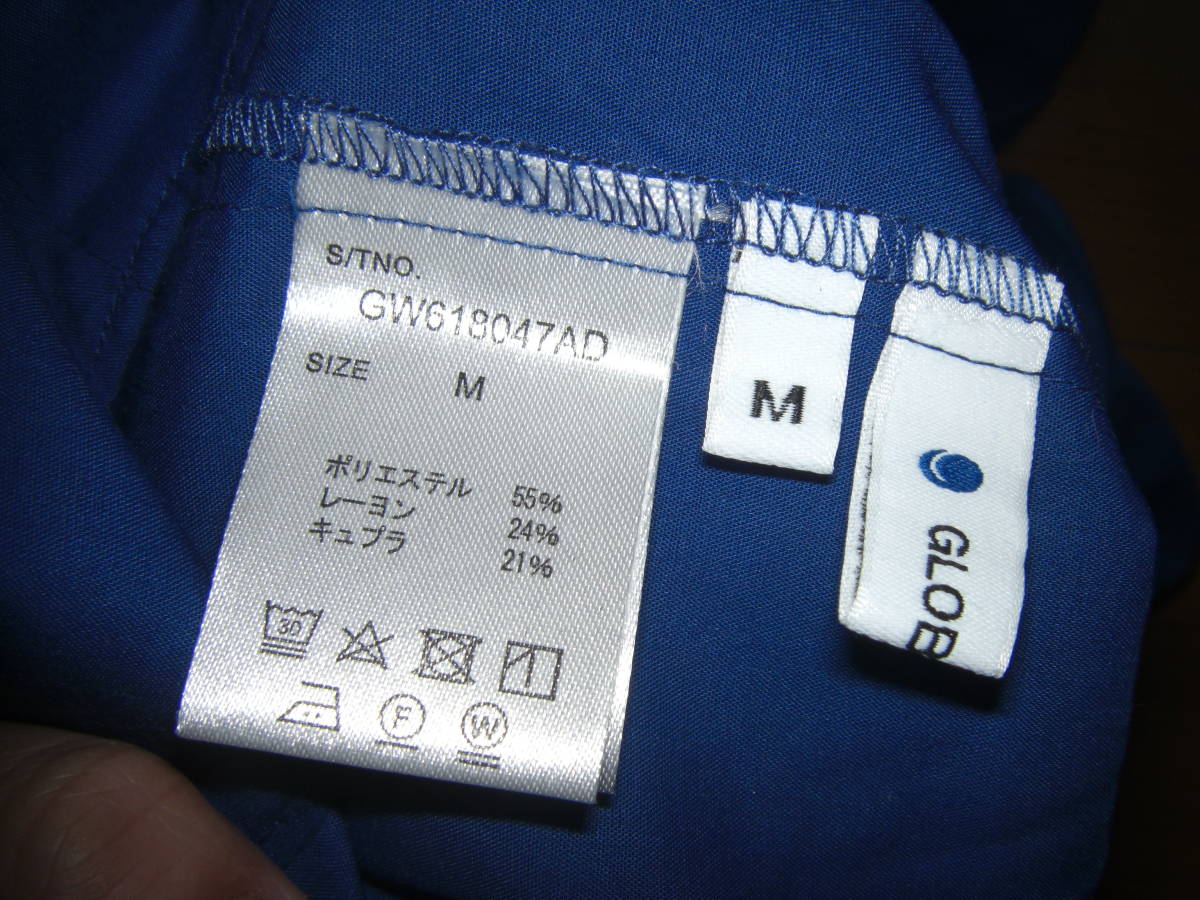 S/TNO.
GW618047AD
SIZE M
ポリエステル 55%
レーヨン 24%
キュプラ 21%
30
F W
M
GLOB